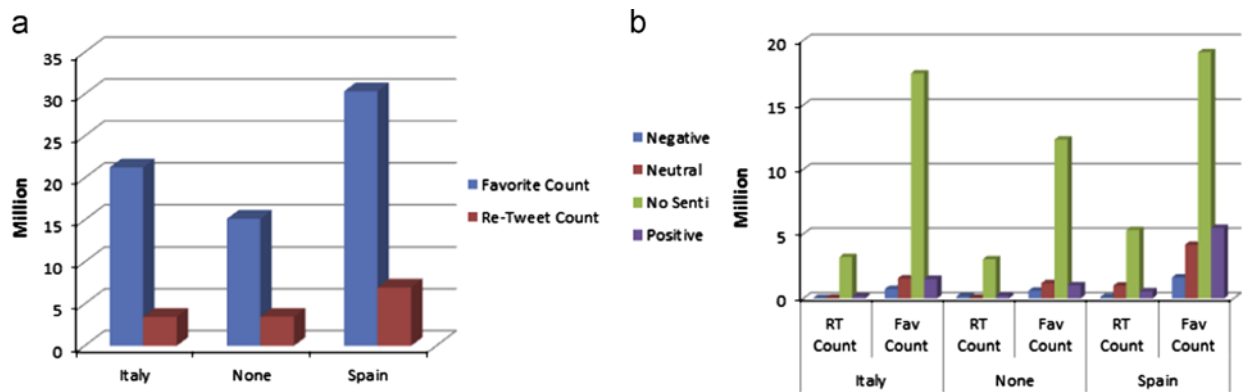 a
35
30
25
20
15
10
5
0
Million
Italy None Spain
Favorite Count
Re-Tweet Count
b
Negative
Neutral
No Senti
Positive
20
15
10
5
0
Million
RT Count
Fav Count
RT Count
Fav Count
RT Count
Fav Count
Italy None Spain